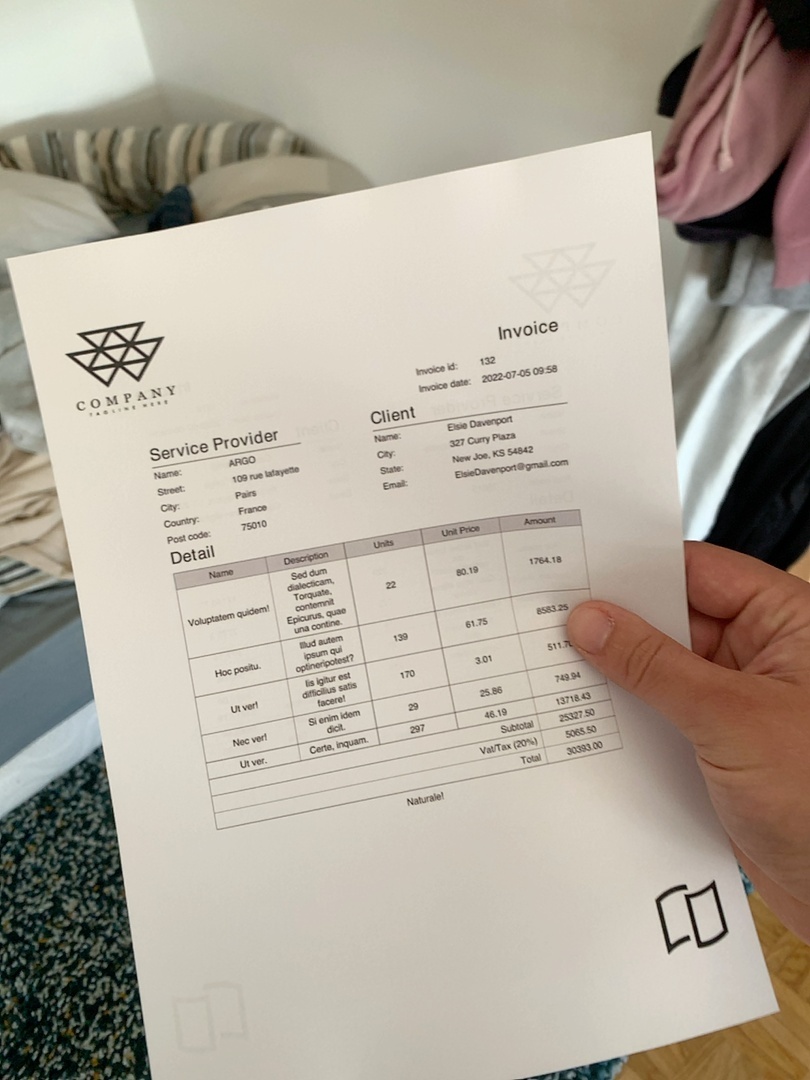 COMPANY
TAGLINE HERE
Invoice
Invoice id: 132
Invoice date: 2022-07-05 09:58
Service Provider
Name: ARGO
Street: 109 rue lafayette
City: Pairs
Country: France
Post code: 75010
Client
Name: Elsie Davenport
City: 327 Curry Plaza
State: New Joe, KS 54842
Email: ElsieDavenport@gmail.com
Detail
Name Description Units Unit Price Amount
Voluptatem quidem! Sed dum dialecticam, Torquate, contemnit Epicurus, quae una contine. 22 80.19 1764.18
Hoc positu. Illud autem ipsum qui optineripotest? 139 61.75 8583.25
Ut ver! Iis igitur est difficilius satis facere! 170 3.01
Nec ver! Si enim idem dicit. 29 25.86 749.94
Ut ver. Certe, inquam. 297 46.19 13718.43
Subtotal 25327.50
Vat/Tax (20%) 5065.50
Total 30393.00
Naturale!